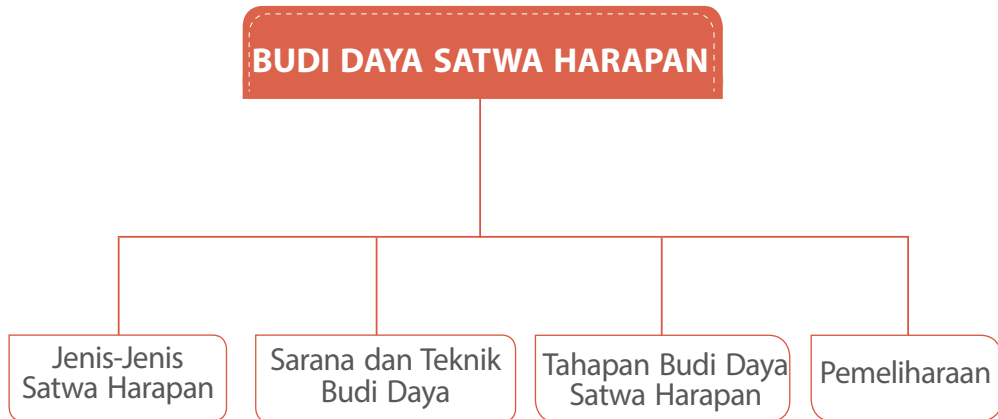 BUDI DAYA SATWA HARAPAN
Jenis-Jenis
Satwa Harapan
Sarana dan Teknik
Budi Daya
Tahapan Budi Daya
Satwa Harapan
Pemeliharaan